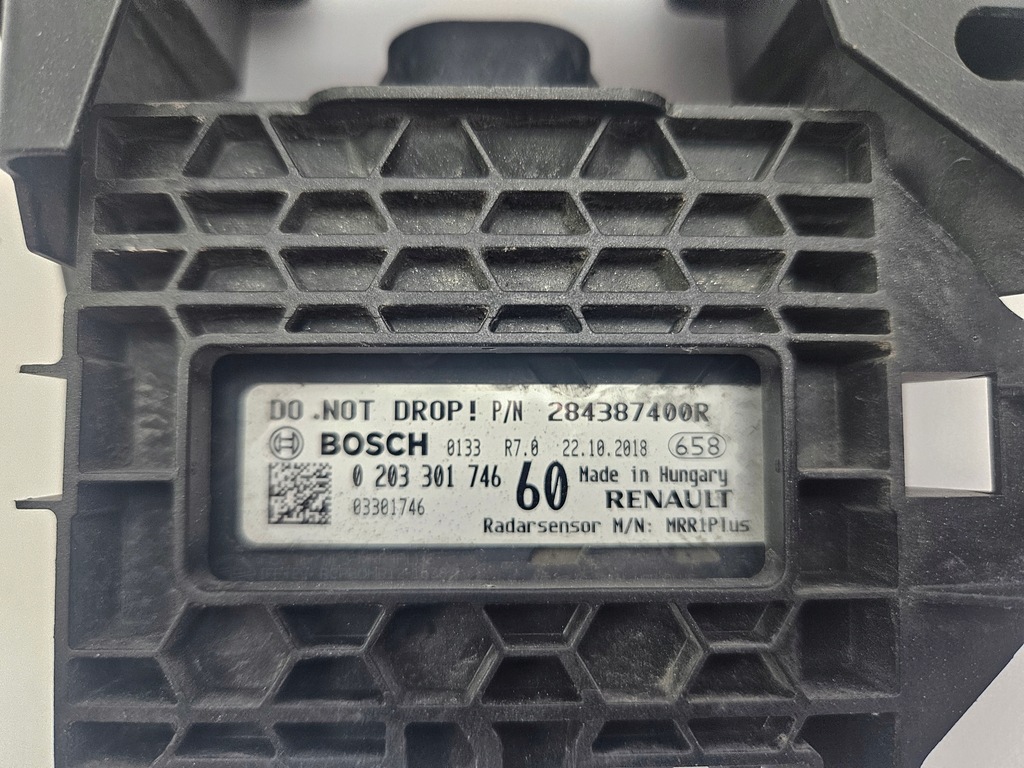 DO NOT DROP! P/N 284387400R
BOSCH 0133 R7.0 22.10.2018 658
0 203 301 746 60 Made in Hungary
03301746 RENAULT
Radarsensor M/N: MRR1Plus